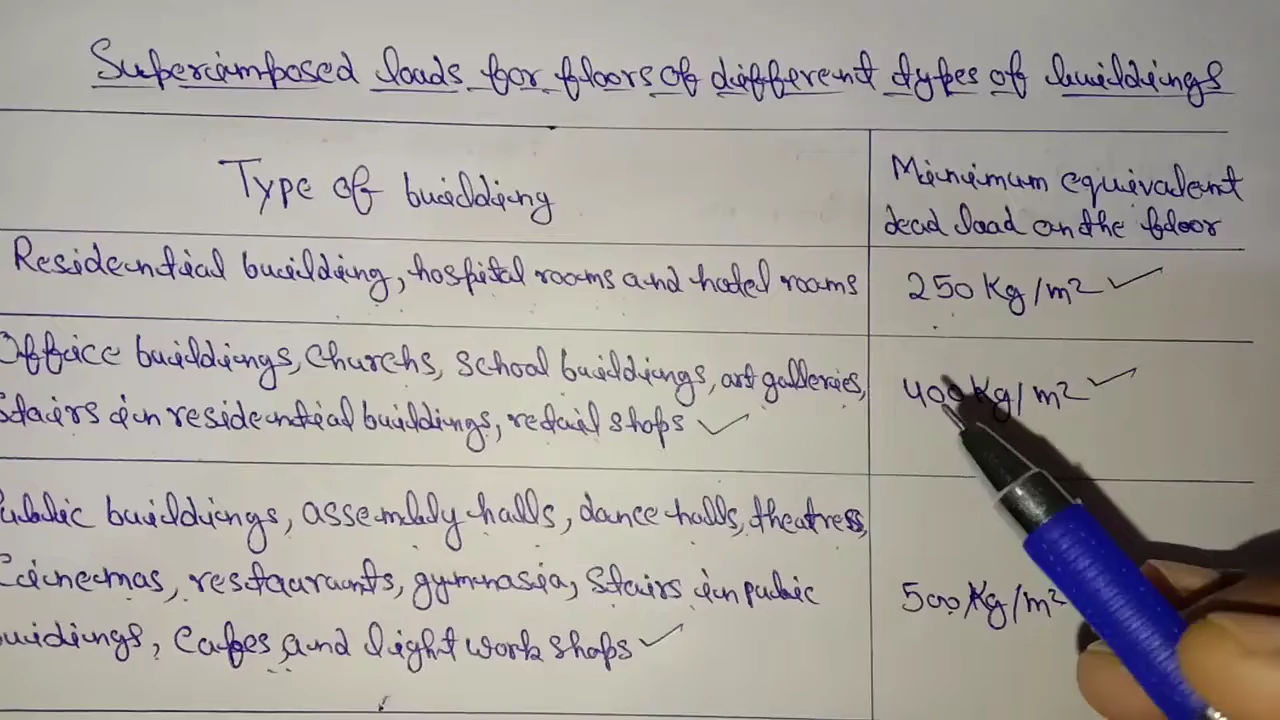 Superimposed loads for floors of different types of buildings
Type of building
Minimum equivalent
dead load on the floor
Residential building, hospital rooms and hotel rooms
250 Kg/m²
Office buildings, Churchs, School buildings, art galleries,
Stairs in residential buildings, retail shops
400 Kg/m²
Public buildings, assembly halls, dance halls, theatress,
Cinemas, restaurants, gymnasia, Stairs in public
buildings, Cafes and light work shops
500 Kg/m²